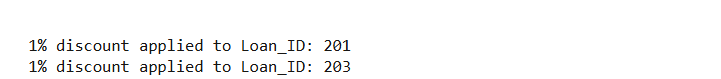 1% discount applied to Loan_ID: 201
1% discount applied to Loan_ID: 203